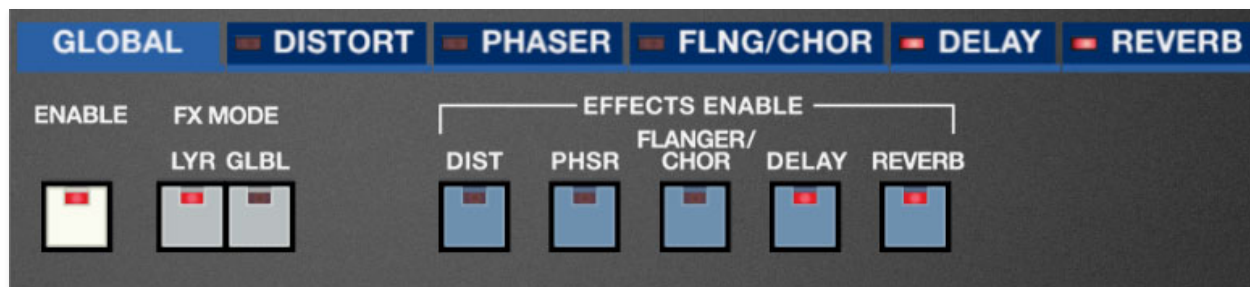 GLOBAL DISTORT PHASER FLNG/CHOR DELAY REVERB
ENABLE FX MODE EFFECTS ENABLE
LYR GLBL DIST PHSR FLANGER/ CHOR DELAY REVERB